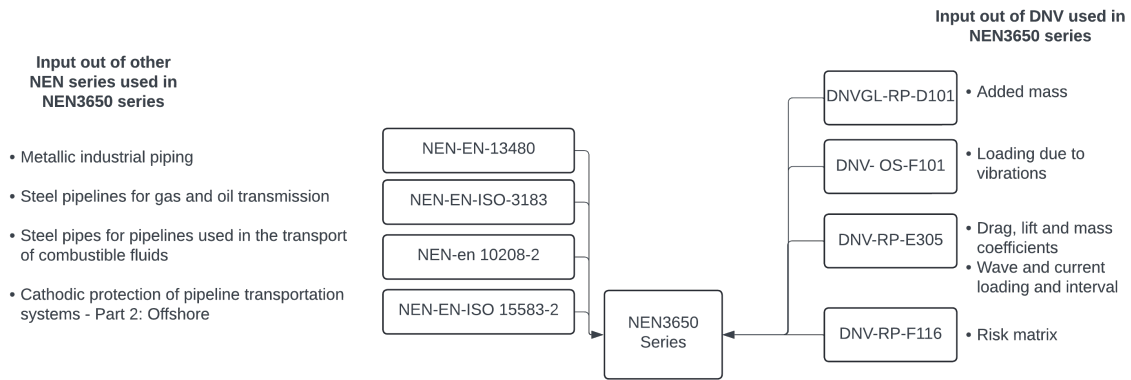 Input out of other
NEN series used in
NEN3650 series
• Metallic industrial piping
• Steel pipelines for gas and oil transmission
• Steel pipes for pipelines used in the transport
of combustible fluids
• Cathodic protection of pipeline transportation
systems - Part 2: Offshore
NEN-EN-13480
NEN-EN-ISO-3183
NEN-en 10208-2
NEN-EN-ISO 15583-2
NEN3650
Series
Input out of DNV used in
NEN3650 series
DNVGL-RP-D101
• Added mass
DNV- OS-F101
• Loading due to
vibrations
DNV-RP-E305
• Drag, lift and mass
coefficients
• Wave and current
loading and interval
DNV-RP-F116
• Risk matrix